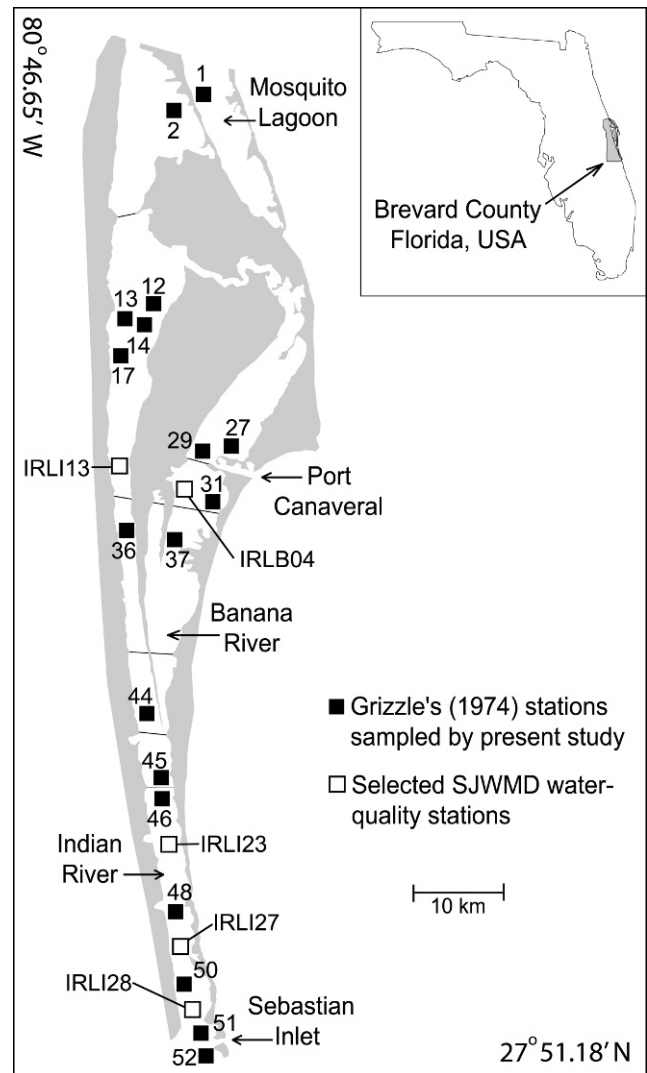 80°46.65' W
1
Mosquito
Lagoon
2
Brevard County
Florida, USA
12
13
14
17
29
27
IRLI13
Port
Canaveral
31
36
37
IRLB04
Banana
River
44
■ Grizzle's (1974) stations
sampled by present study
□ Selected SJWMD water-
quality stations
45
46
Indian
River
IRLI23
10 km
48
IRLI27
50
IRLI28
Sebastian
Inlet
51
52
27°51.18' N